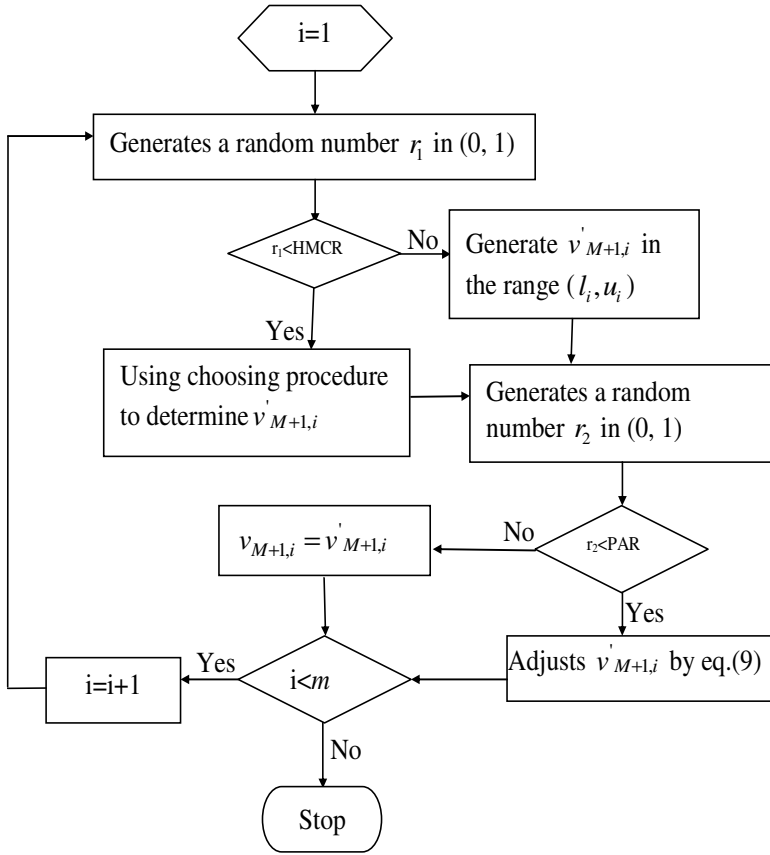 i=1
Generates a random number r₁ in (0, 1)
r₁<HMCR
No
Generate v'M+1,i in
the range (lᵢ,uᵢ)
Yes
Using choosing procedure
to determine v'M+1,i
Generates a random
number r₂ in (0, 1)
No
vM+1,i = v'M+1,i
r₂<PAR
Yes
Adjusts v'M+1,i by eq.(9)
i<m
Yes
i=i+1
No
Stop